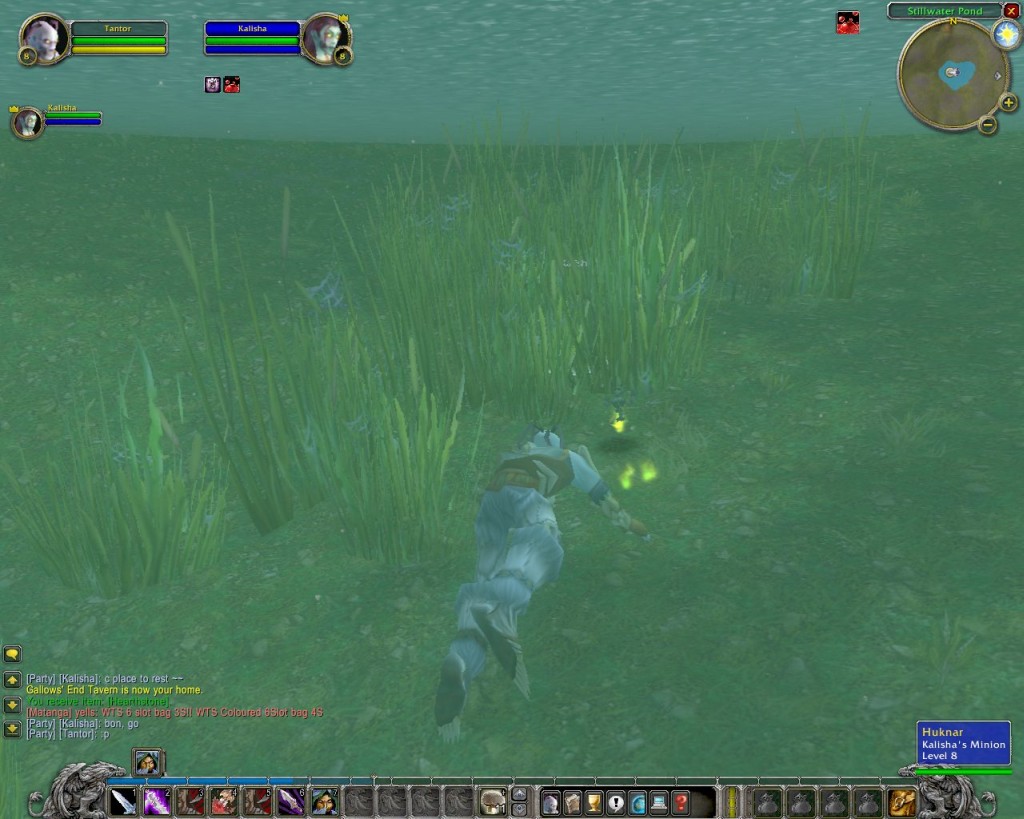 Tantor
8
Kalisha
8
Stillwater Pond
N
Kalisha
[Party] [Kalisha]: c place to rest ~~
Gallows' End Tavern is now your home.
You receive item: [Hearthstone]
[Matanga] yells: WTS 6 slot bag 3S!! WTS Coloured 6Slot bag 4S
[Party] [Kalisha]: bon, go
[Party] [Tantor]: :p
Huknar
Kalisha's Minion
Level 8